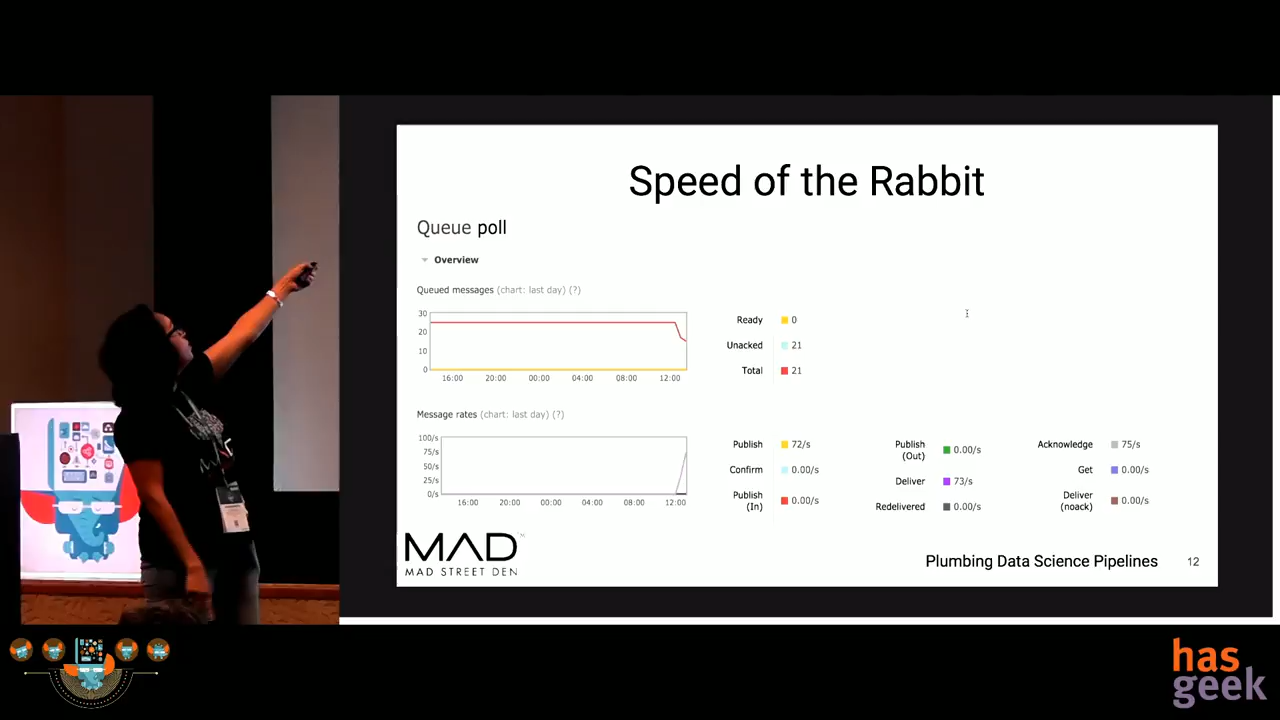 Speed of the Rabbit
Queue poll
Overview
Queued messages (chart: last day) (?)
30
20
10
0
16:00 20:00 00:00 04:00 08:00 12:00
Ready 0
Unacked 21
Total 21
Message rates (chart: last day) (?)
100/s
75/s
50/s
25/s
0/s
16:00 20:00 00:00 04:00 08:00 12:00
Publish 72/s
Confirm 0.00/s
Publish
(In) 0.00/s
Publish
(Out) 0.00/s
Deliver 73/s
Redelivered 0.00/s
Acknowledge 75/s
Get 0.00/s
Deliver
(noack) 0.00/s
MAD
MAD STREET DEN
Plumbing Data Science Pipelines 12
has
geek